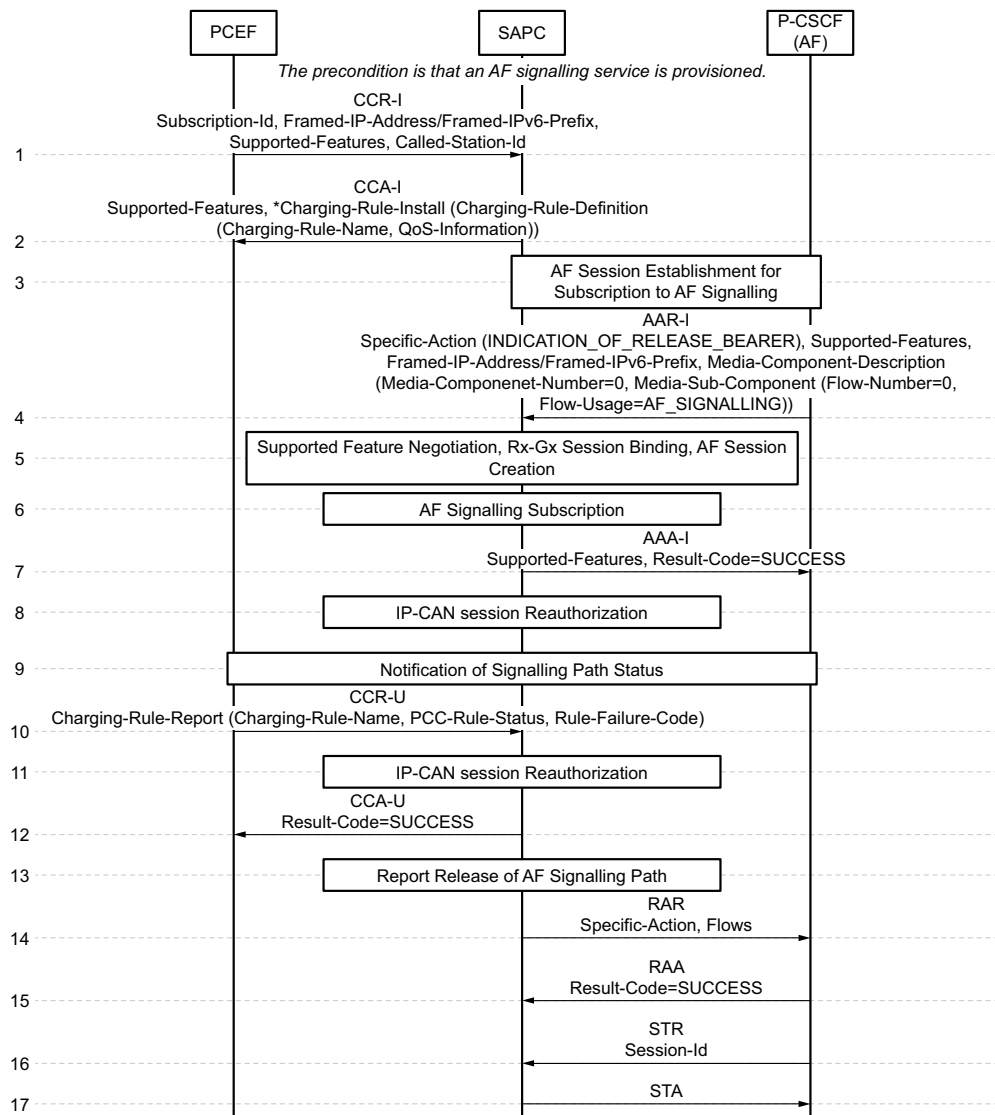 PCEF
SAPC
P-CSCF
(AF)
The precondition is that an AF signalling service is provisioned.
CCR-I
Subscription-Id, Framed-IP-Address/Framed-IPv6-Prefix,
Supported-Features, Called-Station-Id
1
CCA-I
Supported-Features, *Charging-Rule-Install (Charging-Rule-Definition
(Charging-Rule-Name, QoS-Information))
2
AF Session Establishment for
Subscription to AF Signalling
3
AAR-I
Specific-Action (INDICATION_OF_RELEASE_BEARER), Supported-Features,
Framed-IP-Address/Framed-IPv6-Prefix, Media-Component-Description
(Media-Componenet-Number=0, Media-Sub-Component (Flow-Number=0,
Flow-Usage=AF_SIGNALLING))
4
Supported Feature Negotiation, Rx-Gx Session Binding, AF Session
Creation
5
6
AF Signalling Subscription
AAA-I
Supported-Features, Result-Code=SUCCESS
7
8
IP-CAN session Reauthorization
9
Notification of Signalling Path Status
CCR-U
Charging-Rule-Report (Charging-Rule-Name, PCC-Rule-Status, Rule-Failure-Code)
10
11
IP-CAN session Reauthorization
CCA-U
Result-Code=SUCCESS
12
13
Report Release of AF Signalling Path
RAR
Specific-Action, Flows
14
RAA
Result-Code=SUCCESS
15
STR
Session-Id
16
STA
17